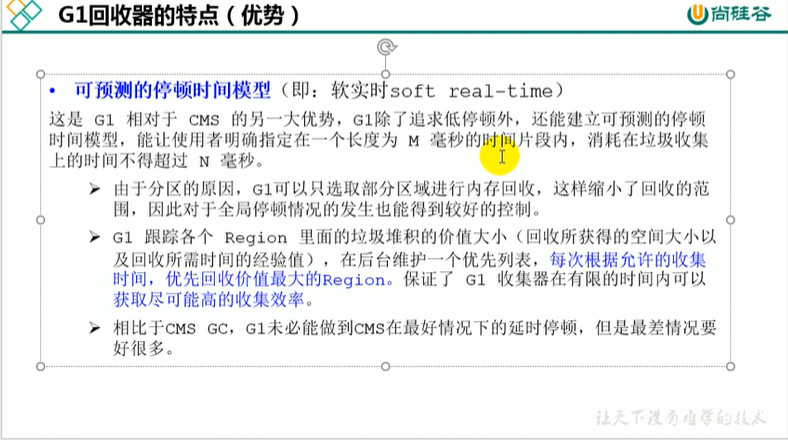 G1回收器的特点（优势）
尚硅谷
• 可预测的停顿时间模型（即：软实时soft real-time）
这是 G1 相对于 CMS 的另一大优势，G1除了追求低停顿外，还能建立可预测的停顿
时间模型，能让使用者明确指定在一个长度为 M 毫秒的时间片段内，消耗在垃圾收集
上的时间不得超过 N 毫秒。
➢ 由于分区的原因，G1可以只选取部分区域进行内存回收，这样缩小了回收的范
围，因此对于全局停顿情况的发生也能得到较好的控制。
➢ G1 跟踪各个 Region 里面的垃圾堆积的价值大小（回收所获得的空间大小以
及回收所需时间的经验值），在后台维护一个优先列表，每次根据允许的收集
时间，优先回收价值最大的Region。保证了 G1 收集器在有限的时间内可以
获取尽可能高的收集效率。
➢ 相比于CMS GC，G1未必能做到CMS在最好情况下的延时停顿，但是最差情况要
好很多。
让天下没有难学的技术